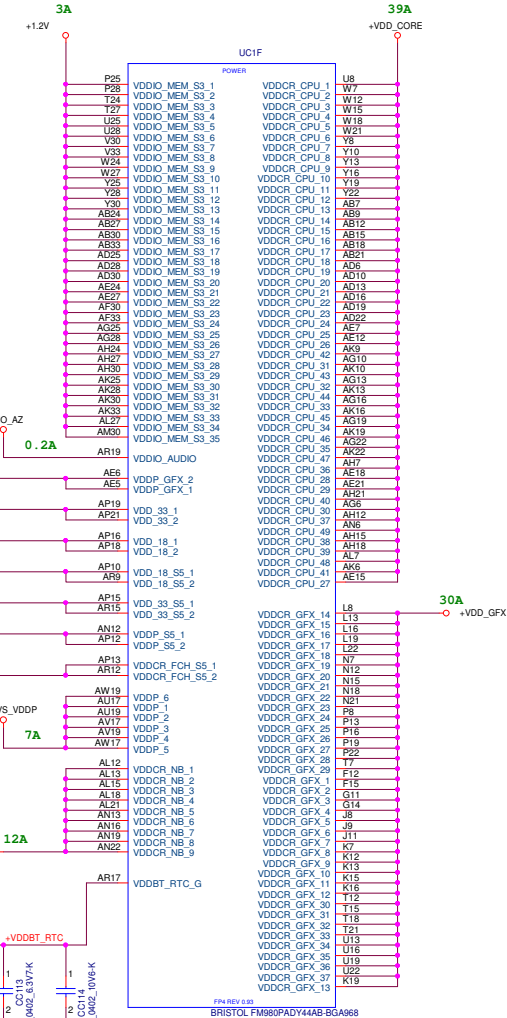 3A
39A
+1.2V
+VDD_CORE
UC1F
POWER
P25 VDDIO_MEM_S3_1
P28 VDDIO_MEM_S3_2
T24 VDDIO_MEM_S3_3
T27 VDDIO_MEM_S3_4
U25 VDDIO_MEM_S3_5
U28 VDDIO_MEM_S3_6
V30 VDDIO_MEM_S3_7
V33 VDDIO_MEM_S3_8
W24 VDDIO_MEM_S3_9
W27 VDDIO_MEM_S3_10
Y25 VDDIO_MEM_S3_11
Y28 VDDIO_MEM_S3_12
Y30 VDDIO_MEM_S3_13
AB24 VDDIO_MEM_S3_14
AB27 VDDIO_MEM_S3_15
AB30 VDDIO_MEM_S3_16
AB33 VDDIO_MEM_S3_17
AD25 VDDIO_MEM_S3_18
AD28 VDDIO_MEM_S3_19
AD30 VDDIO_MEM_S3_20
AE24 VDDIO_MEM_S3_21
AE27 VDDIO_MEM_S3_22
AF30 VDDIO_MEM_S3_23
AF33 VDDIO_MEM_S3_24
AG25 VDDIO_MEM_S3_25
AG28 VDDIO_MEM_S3_26
AH24 VDDIO_MEM_S3_27
AH27 VDDIO_MEM_S3_28
AH30 VDDIO_MEM_S3_29
AK25 VDDIO_MEM_S3_30
AK28 VDDIO_MEM_S3_31
AK30 VDDIO_MEM_S3_32
AK33 VDDIO_MEM_S3_33
AL27 VDDIO_MEM_S3_34
AM30 VDDIO_MEM_S3_35
O_AZ
0.2A
AR19 VDDIO_AUDIO
AE6 VDDP_GFX_2
AE5 VDDP_GFX_1
AP19 VDD_33_1
AP21 VDD_33_2
AP16 VDD_18_1
AP18 VDD_18_2
AP10 VDD_18_S5_1
AR9 VDD_18_S5_2
AP15 VDD_33_S5_1
AR15 VDD_33_S5_2
AN12 VDDP_S5_1
AP12 VDDP_S5_2
AP13 VDDCR_FCH_S5_1
AR12 VDDCR_FCH_S5_2
VS_VDDP
7A
AW19 VDDP_6
AU17 VDDP_1
AU19 VDDP_2
AV17 VDDP_3
AV19 VDDP_4
AW17 VDDP_5
12A
AL12 VDDCR_NB_1
AL13 VDDCR_NB_2
AL15 VDDCR_NB_3
AL18 VDDCR_NB_4
AL21 VDDCR_NB_5
AN13 VDDCR_NB_6
AN16 VDDCR_NB_7
AN19 VDDCR_NB_8
AN22 VDDCR_NB_9
AR17 VDDBT_RTC_G
+VDDBT_RTC
1
2
CC113
0402_6.3V7-K
1
2
CC114
0402_10V6-K
VDDCR_CPU_1 U8
VDDCR_CPU_2 W7
VDDCR_CPU_3 W12
VDDCR_CPU_4 W15
VDDCR_CPU_5 W18
VDDCR_CPU_6 W21
VDDCR_CPU_7 Y8
VDDCR_CPU_8 Y10
VDDCR_CPU_9 Y13
VDDCR_CPU_10 Y16
VDDCR_CPU_11 Y19
VDDCR_CPU_12 Y22
VDDCR_CPU_13 AB7
VDDCR_CPU_14 AB9
VDDCR_CPU_15 AB12
VDDCR_CPU_16 AB15
VDDCR_CPU_17 AB18
VDDCR_CPU_18 AB21
VDDCR_CPU_19 AD6
VDDCR_CPU_20 AD10
VDDCR_CPU_21 AD13
VDDCR_CPU_22 AD16
VDDCR_CPU_23 AD19
VDDCR_CPU_24 AD22
VDDCR_CPU_25 AE7
VDDCR_CPU_26 AE12
VDDCR_CPU_42 AK9
VDDCR_CPU_31 AG10
VDDCR_CPU_43 AK10
VDDCR_CPU_32 AG13
VDDCR_CPU_44 AK13
VDDCR_CPU_33 AG16
VDDCR_CPU_45 AK16
VDDCR_CPU_34 AG19
VDDCR_CPU_46 AK19
VDDCR_CPU_35 AG22
VDDCR_CPU_47 AK22
VDDCR_CPU_36 AH7
VDDCR_CPU_28 AE18
VDDCR_CPU_29 AE21
VDDCR_CPU_40 AH21
VDDCR_CPU_30 AG6
VDDCR_CPU_37 AH12
VDDCR_CPU_49 AN6
VDDCR_CPU_38 AH15
VDDCR_CPU_39 AH18
VDDCR_CPU_48 AL7
VDDCR_CPU_41 AK6
VDDCR_CPU_27 AE15
30A
+VDD_GFX
VDDCR_GFX_14 L8
VDDCR_GFX_15 L13
VDDCR_GFX_16 L16
VDDCR_GFX_17 L19
VDDCR_GFX_18 L22
VDDCR_GFX_19 N7
VDDCR_GFX_20 N12
VDDCR_GFX_21 N15
VDDCR_GFX_22 N18
VDDCR_GFX_23 N21
VDDCR_GFX_24 P8
VDDCR_GFX_25 P13
VDDCR_GFX_26 P16
VDDCR_GFX_27 P19
VDDCR_GFX_28 P22
VDDCR_GFX_29 T7
VDDCR_GFX_1 F12
VDDCR_GFX_2 F15
VDDCR_GFX_3 G11
VDDCR_GFX_4 G14
VDDCR_GFX_5 J8
VDDCR_GFX_6 J9
VDDCR_GFX_7 J11
VDDCR_GFX_8 K7
VDDCR_GFX_9 K12
VDDCR_GFX_10 K13
VDDCR_GFX_11 K15
VDDCR_GFX_12 K16
VDDCR_GFX_30 T12
VDDCR_GFX_31 T15
VDDCR_GFX_32 T18
VDDCR_GFX_33 T21
VDDCR_GFX_34 U13
VDDCR_GFX_35 U16
VDDCR_GFX_36 U19
VDDCR_GFX_37 U22
VDDCR_GFX_13 K19
FP4 REV 0.93
BRISTOL FM980PADY44AB-BGA968